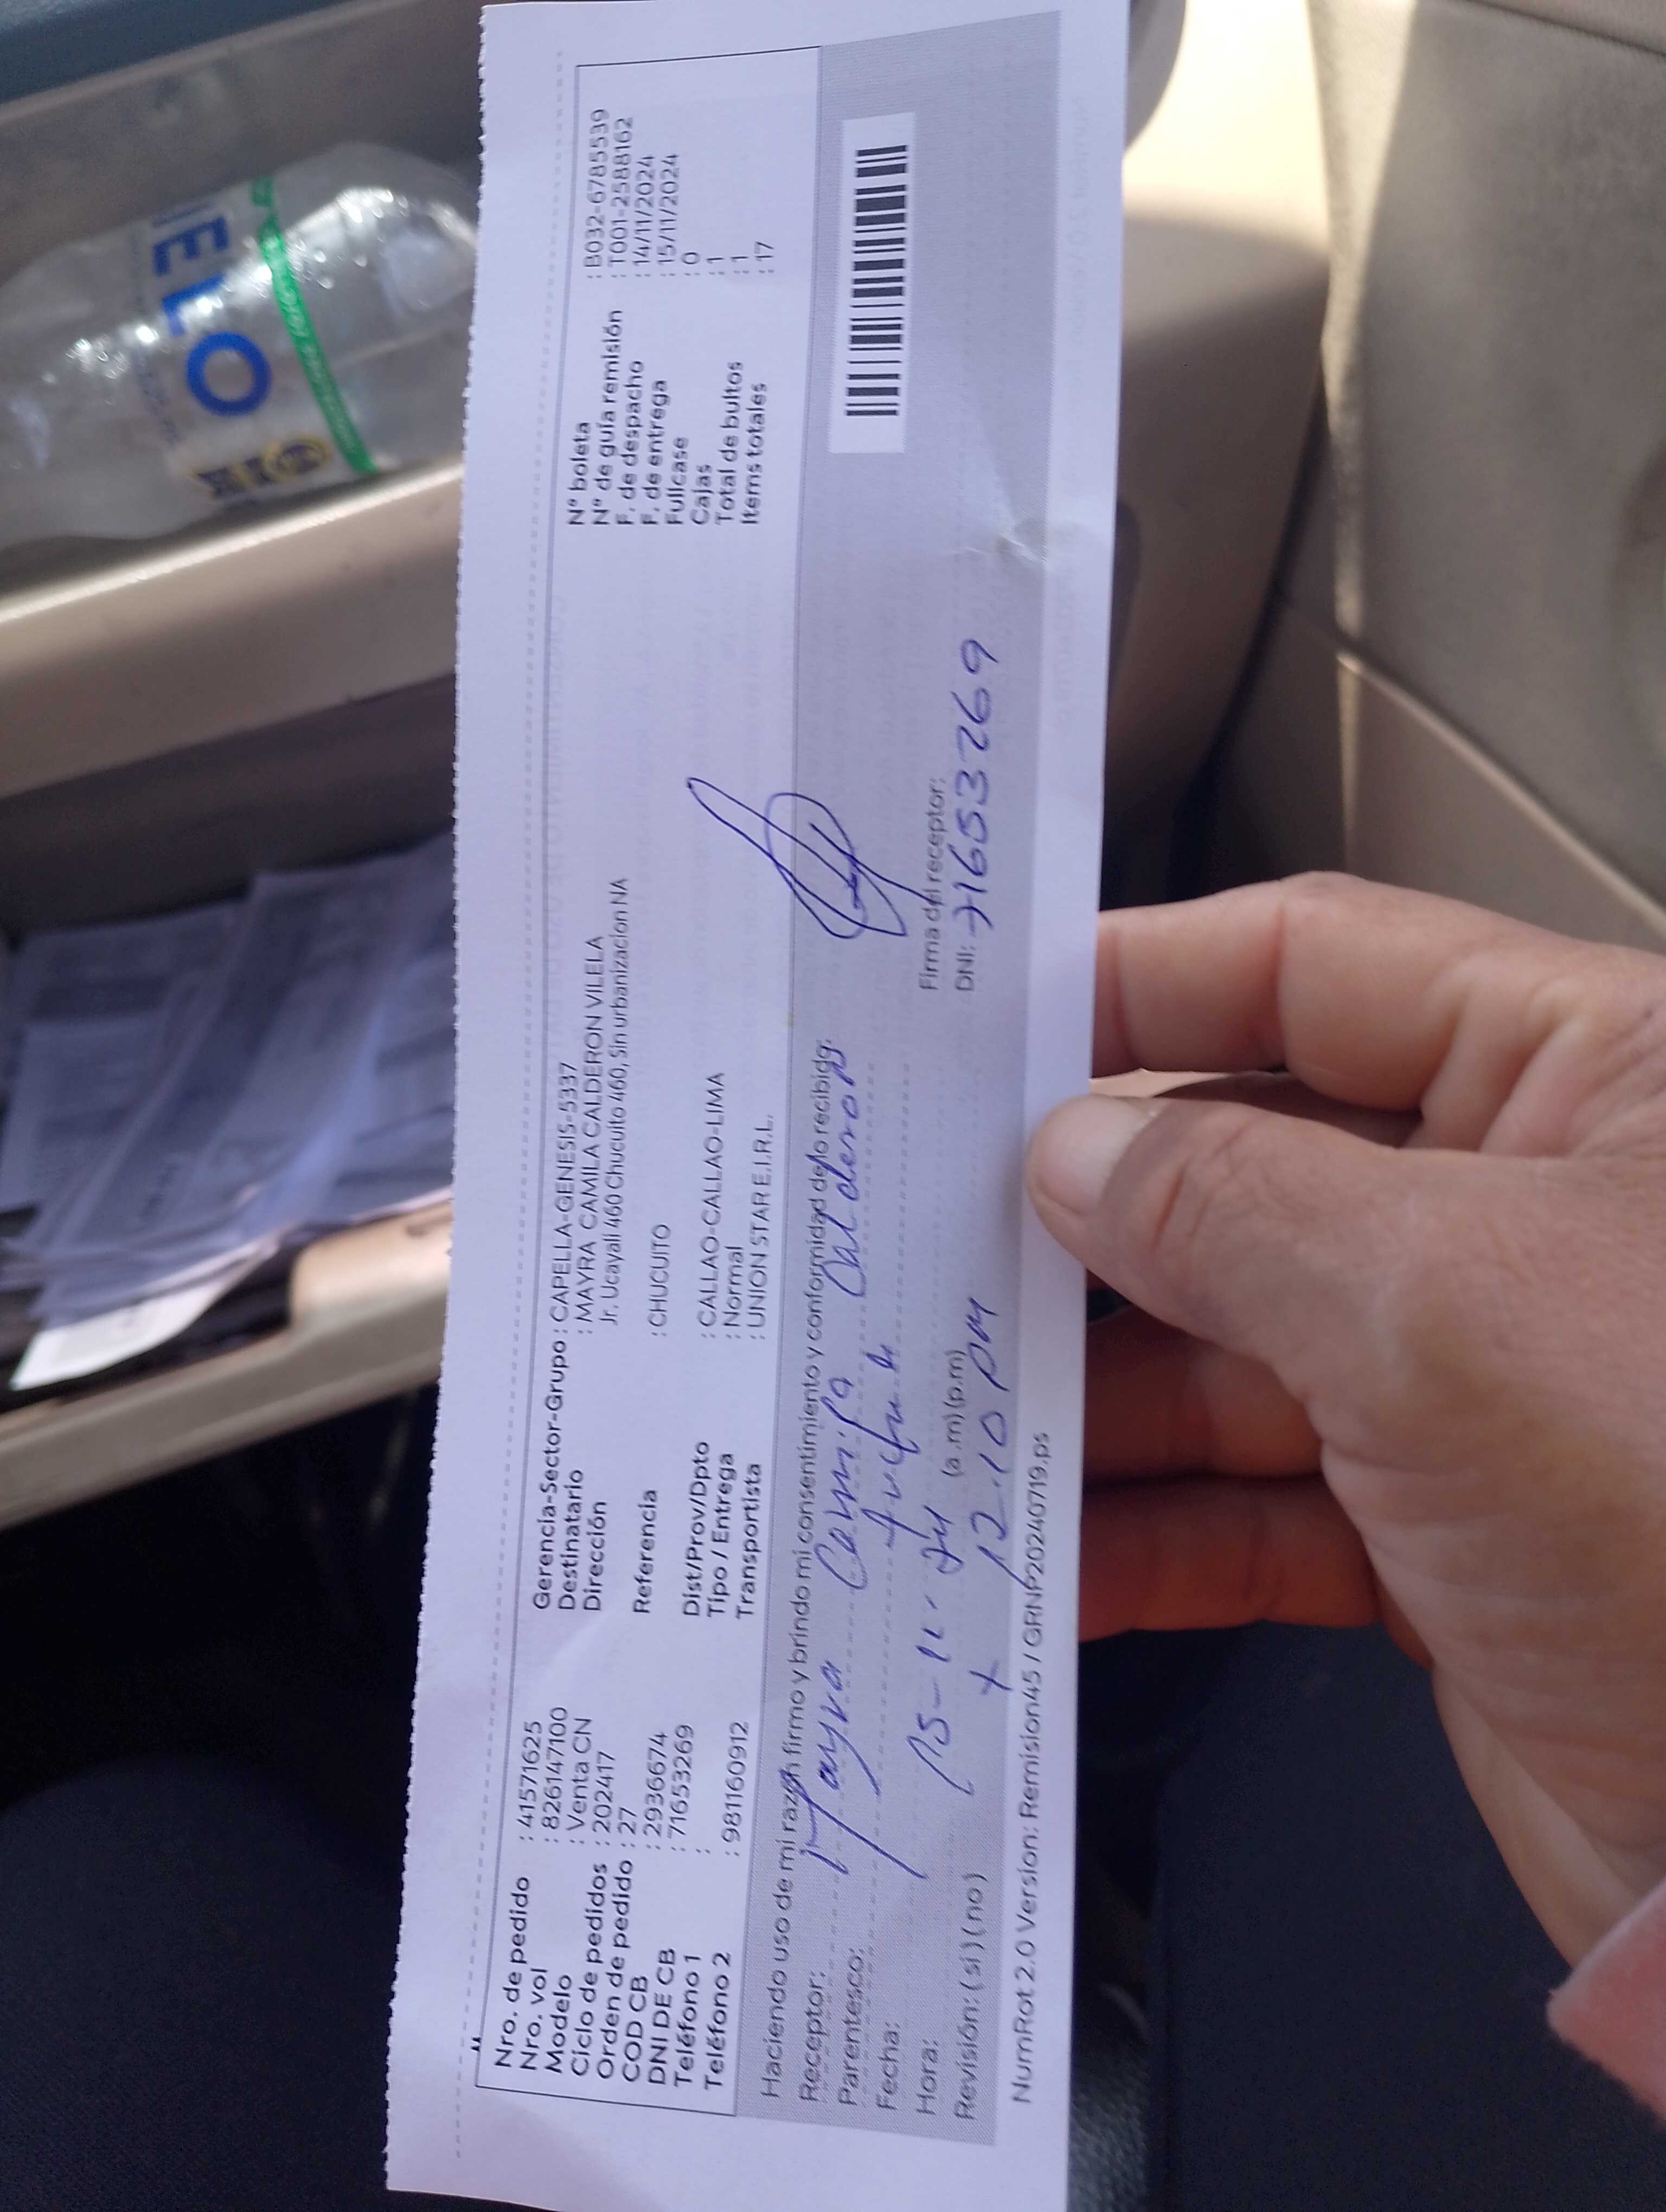 Nro. de pedido : 41571625
Nro. vol : 826147100
Modelo : Venta CN
Ciclo de pedidos : 202417
Orden de pedido : 27
COD CB : 2936674
DNI DE CB : 71653269
Teléfono 1 :
Teléfono 2 : 981160912
Gerencia-Sector-Grupo : CAPELLA-GENESIS-5337
Destinatario : MAYRA CAMILA CALDERON VILELA
Dirección Jr. Ucayali 460 Chucuito 460, Sin urbanizacion NA
Referencia : CHUCUITO
Dist/Prov/Dpto : CALLAO-CALLAO-LIMA
Tipo / Entrega : Normal
Transportista : UNION STAR E.I.R.L.
N° boleta : B032-6785539
N° de guía remisión : T001-2588162
F. de despacho : 14/11/2024
F. de entrega : 15/11/2024
Fullcase : 0
Cajas : 1
Total de bultos : 1
Items totales : 17
Haciendo uso de mi razón firmo y brindo mi consentimiento y conformidad de lo recibido.
Receptor: Mayra Camila Calderon
Parentesco:
Fecha: 15-11-24
Hora: (a.m)(p.m)
12.10 PM
Revisión: (si)(no)
Firma del receptor:
DNI: 71653269
NumRot 2.0 Version: Remision45 / GRNP20240719.ps
ELO